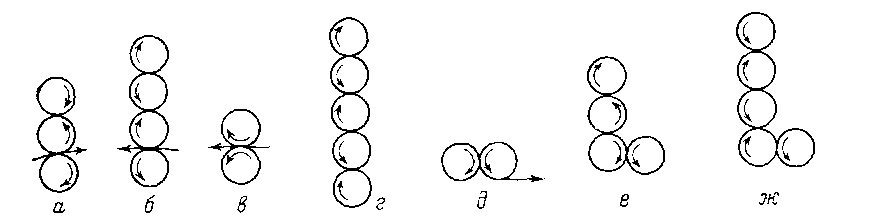 а б в г д е ж